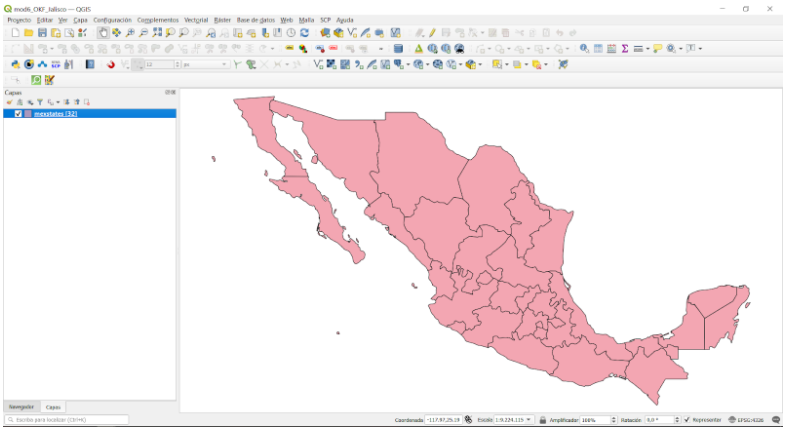 mod6_OKF_Jalisco — QGIS
Proyecto Editar Ver Capa Configuración Complementos Vectorial Ráster Base de datos Web Malla SCP Ayuda
12 px
Capas
mexstates [32]
Navegador Capas
Escriba para localizar (Ctrl+K) Coordenada -117.97,25.19 Escala 1:9.224.115 Amplificador 100% Rotación 0,0 ° Representar EPSG:4326